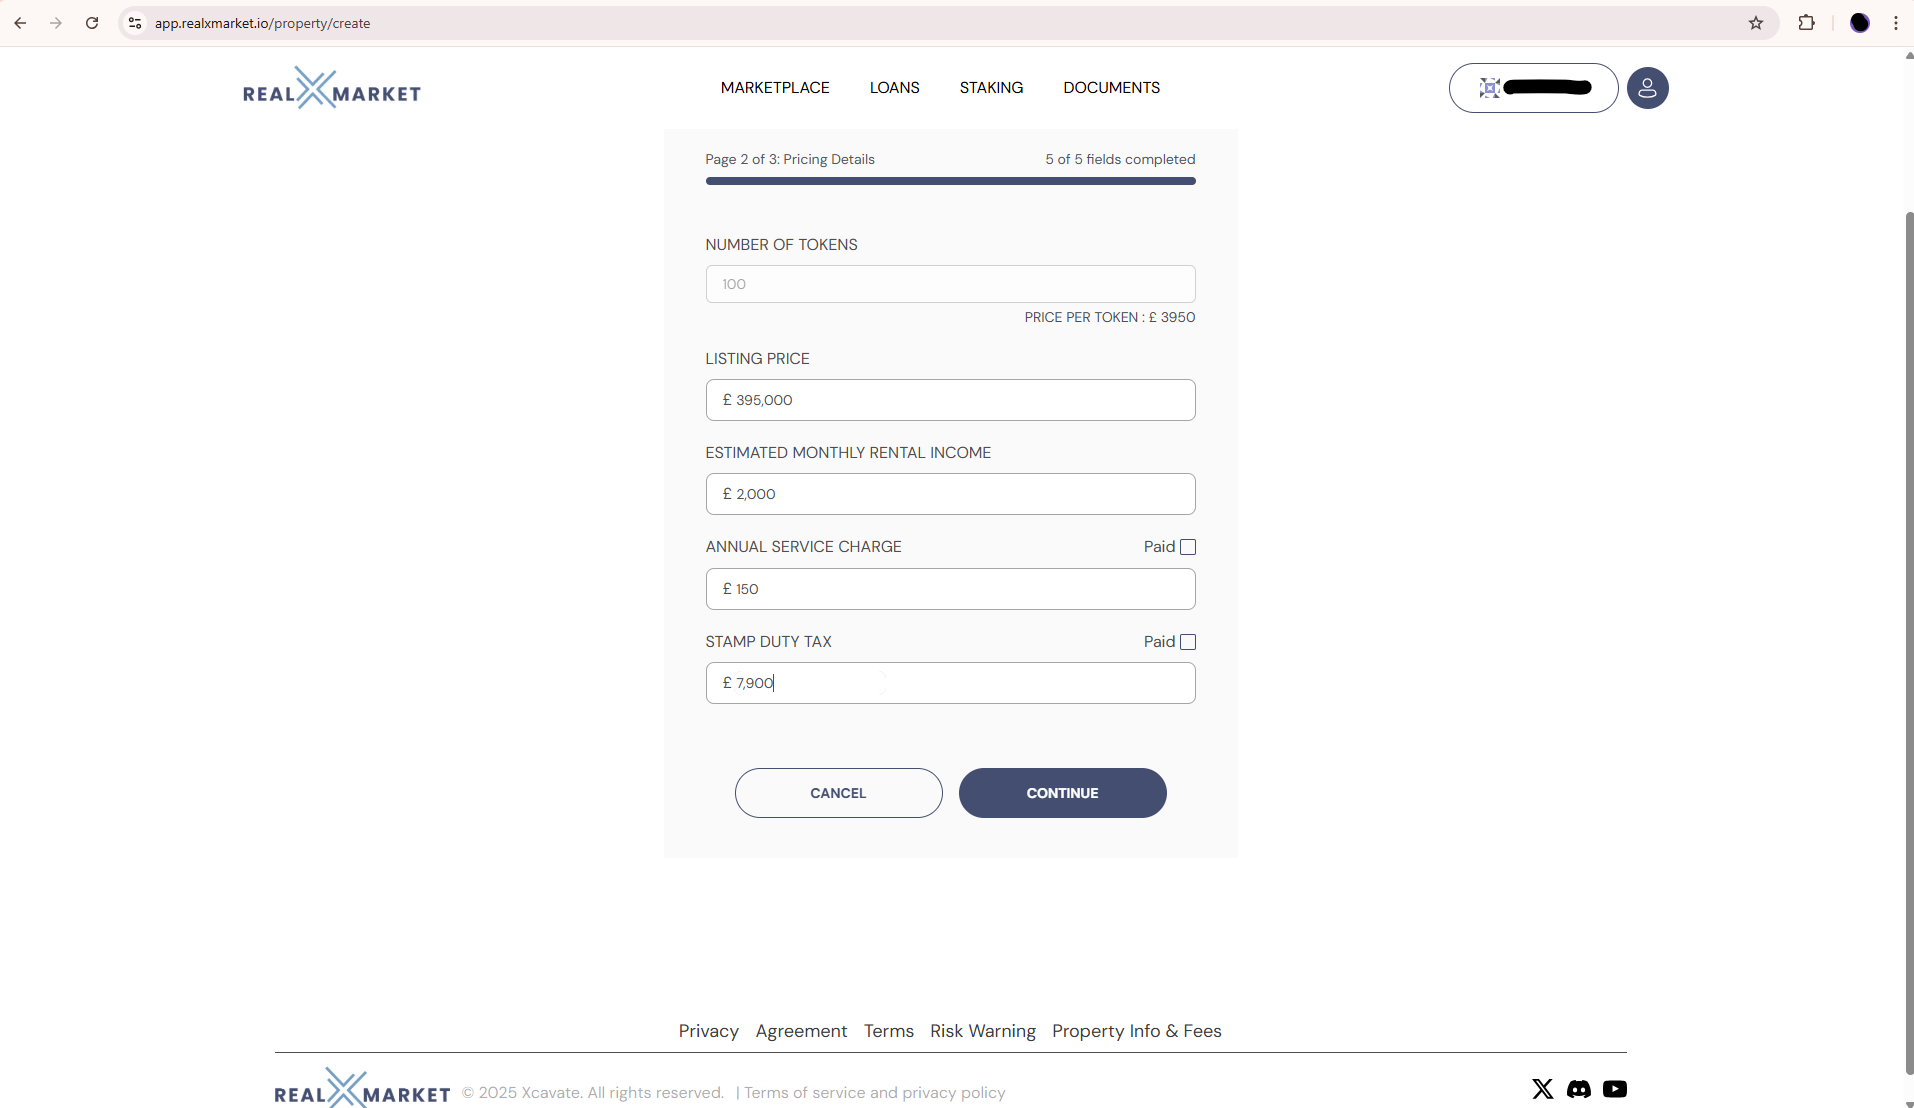 app.realxmarket.io/property/create
REAL MARKET MARKETPLACE LOANS STAKING DOCUMENTS
Page 2 of 3: Pricing Details 5 of 5 fields completed
NUMBER OF TOKENS
100
PRICE PER TOKEN : £ 3950
LISTING PRICE
£ 395,000
ESTIMATED MONTHLY RENTAL INCOME
£ 2,000
ANNUAL SERVICE CHARGE Paid
£ 150
STAMP DUTY TAX Paid
£ 7,900
CANCEL CONTINUE
Privacy Agreement Terms Risk Warning Property Info & Fees
REAL X MARKET © 2025 Xcavate. All rights reserved. | Terms of service and privacy policy